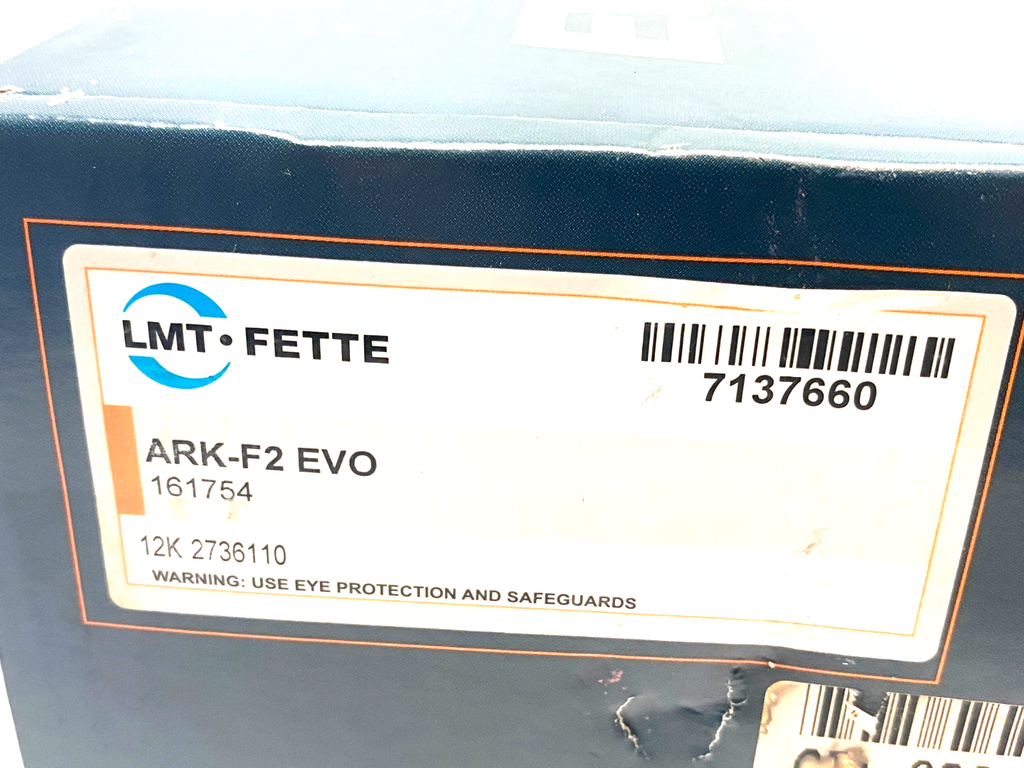 LMT•FETTE
7137660
ARK-F2 EVO
161754
12K 2736110
WARNING: USE EYE PROTECTION AND SAFEGUARDS